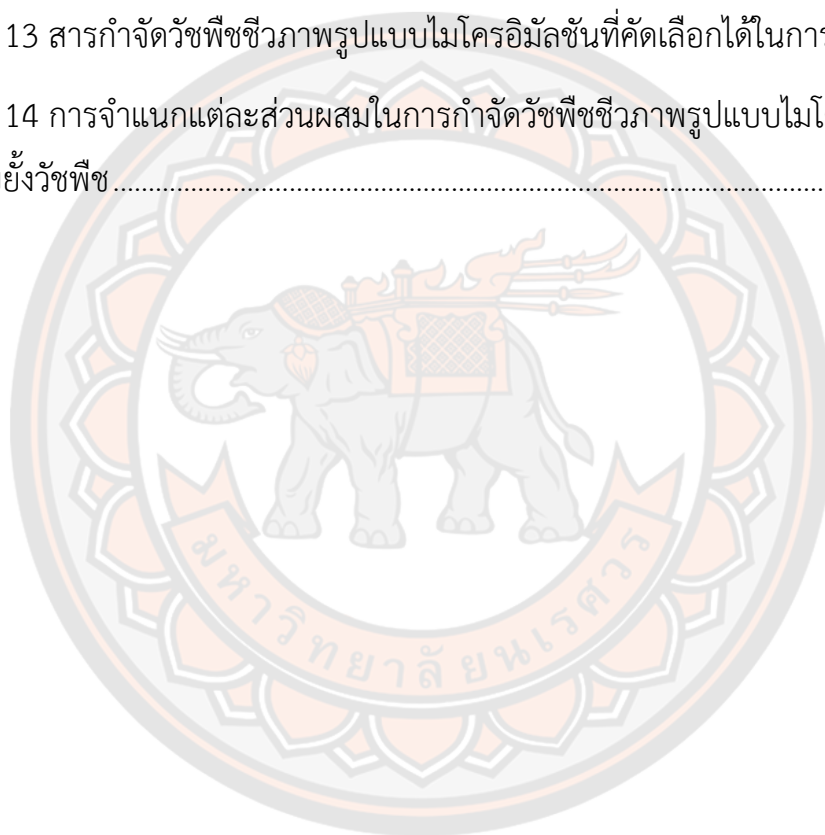 13 สารกำจัดวัชพืชชีวภาพรูปแบบไมโครอิมัลชันที่คัดเลือกได้ในการ
14 การจำแนกแต่ละส่วนผสมในการกำจัดวัชพืชชีวภาพรูปแบบไมโ
ยั้งวัชพืช........................................................................................................
มหาวิทยาลัยนเรศวร